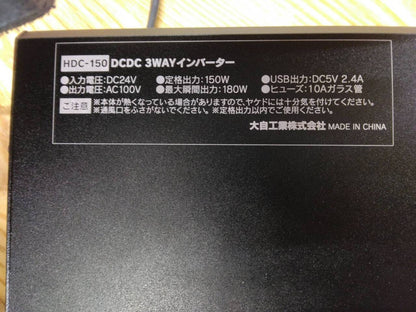 HDC-150 DCDC 3WAYインバーター
●入力電圧:DC24V ●定格出力:150W ●USB出力:DC5V 2.4A
●出力電圧:AC100V ●最大瞬間出力:180W ●ヒューズ:10Aガラス管
ご注意 ※本体が熱くなっている場合がありますので、ヤケドには十分気を付けてください。
※通風口をふさがないでください。※定格出力以内でご使用ください。
大自工業株式会社 MADE IN CHINA